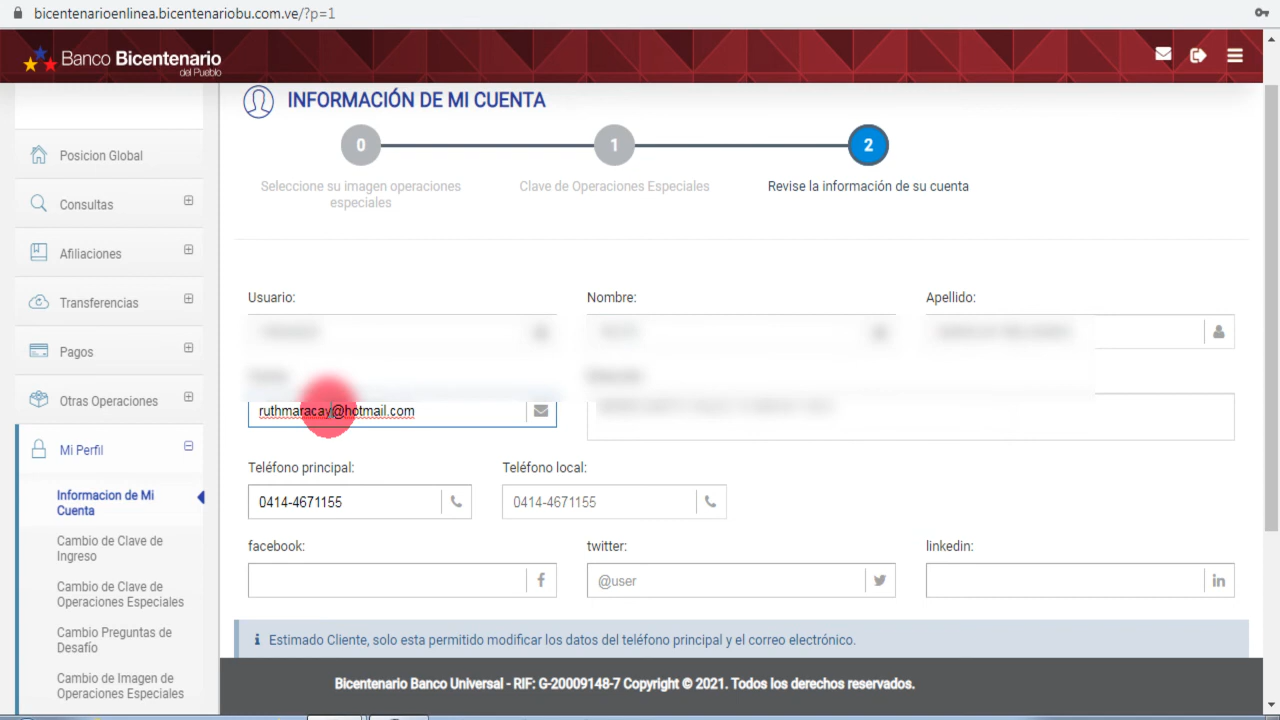 bicentenarioenlinea.bicentenariobu.com.ve/?p=1
Banco Bicentenario
del Pueblo
INFORMACIÓN DE MI CUENTA
0
1
2
Seleccione su imagen operaciones
especiales
Clave de Operaciones Especiales
Revise la información de su cuenta
Posicion Global
Consultas
Afiliaciones
Transferencias
Pagos
Otras Operaciones
Mi Perfil
Informacion de Mi
Cuenta
Cambio de Clave de
Ingreso
Cambio de Clave de
Operaciones Especiales
Cambio Preguntas de
Desafío
Cambio de Imagen de
Operaciones Especiales
Usuario:
Nombre:
Apellido:
ruthmaracay@hotmail.com
Teléfono principal:
Teléfono local:
0414-4671155
0414-4671155
facebook:
twitter:
linkedin:
@user
Estimado Cliente, solo esta permitido modificar los datos del teléfono principal y el correo electrónico.
Bicentenario Banco Universal - RIF: G-20009148-7 Copyright © 2021. Todos los derechos reservados.